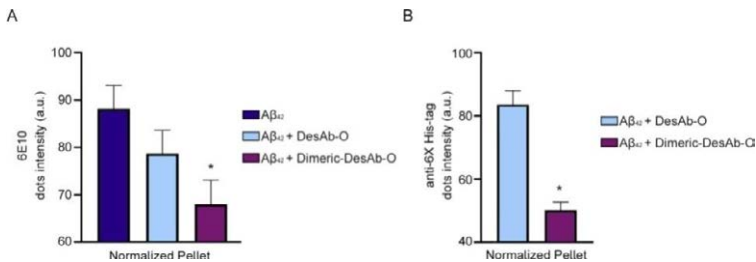 A
6E10
dots intensity (a.u.)
100
90
80
70
60
*
Normalized Pellet
Aβ₄₂
Aβ₄₂ + DesAb-O
Aβ₄₂ + Dimeric-DesAb-O
B
anti-6X His-tag
dots intensity (a.u.)
100
80
60
40
*
Normalized Pellet
Aβ₄₂ + DesAb-O
Aβ₄₂ + Dimeric-DesAb-O